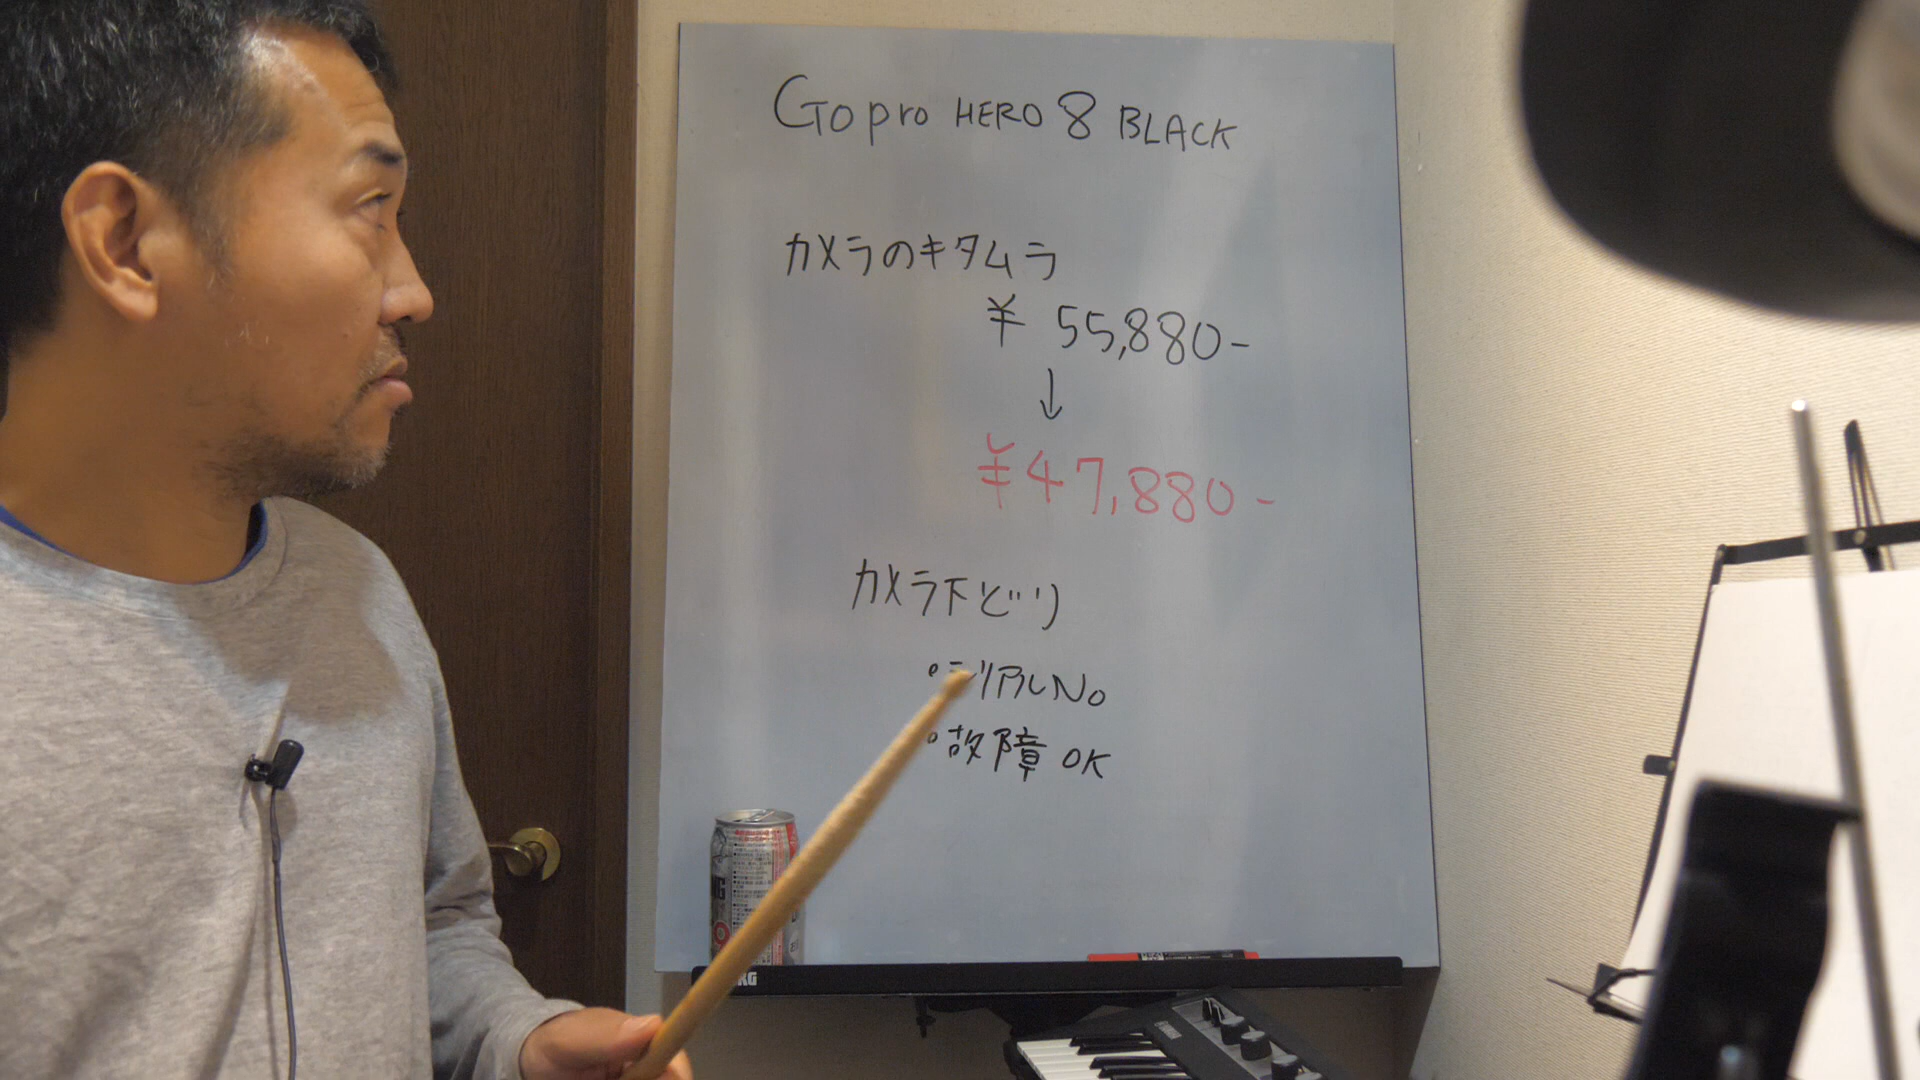 Gopro HERO 8 BLACK
カメラのキタムラ
¥ 55,880-
↓
¥47,880-
カメラ下どり
・シリアルNo
・故障 OK
RG